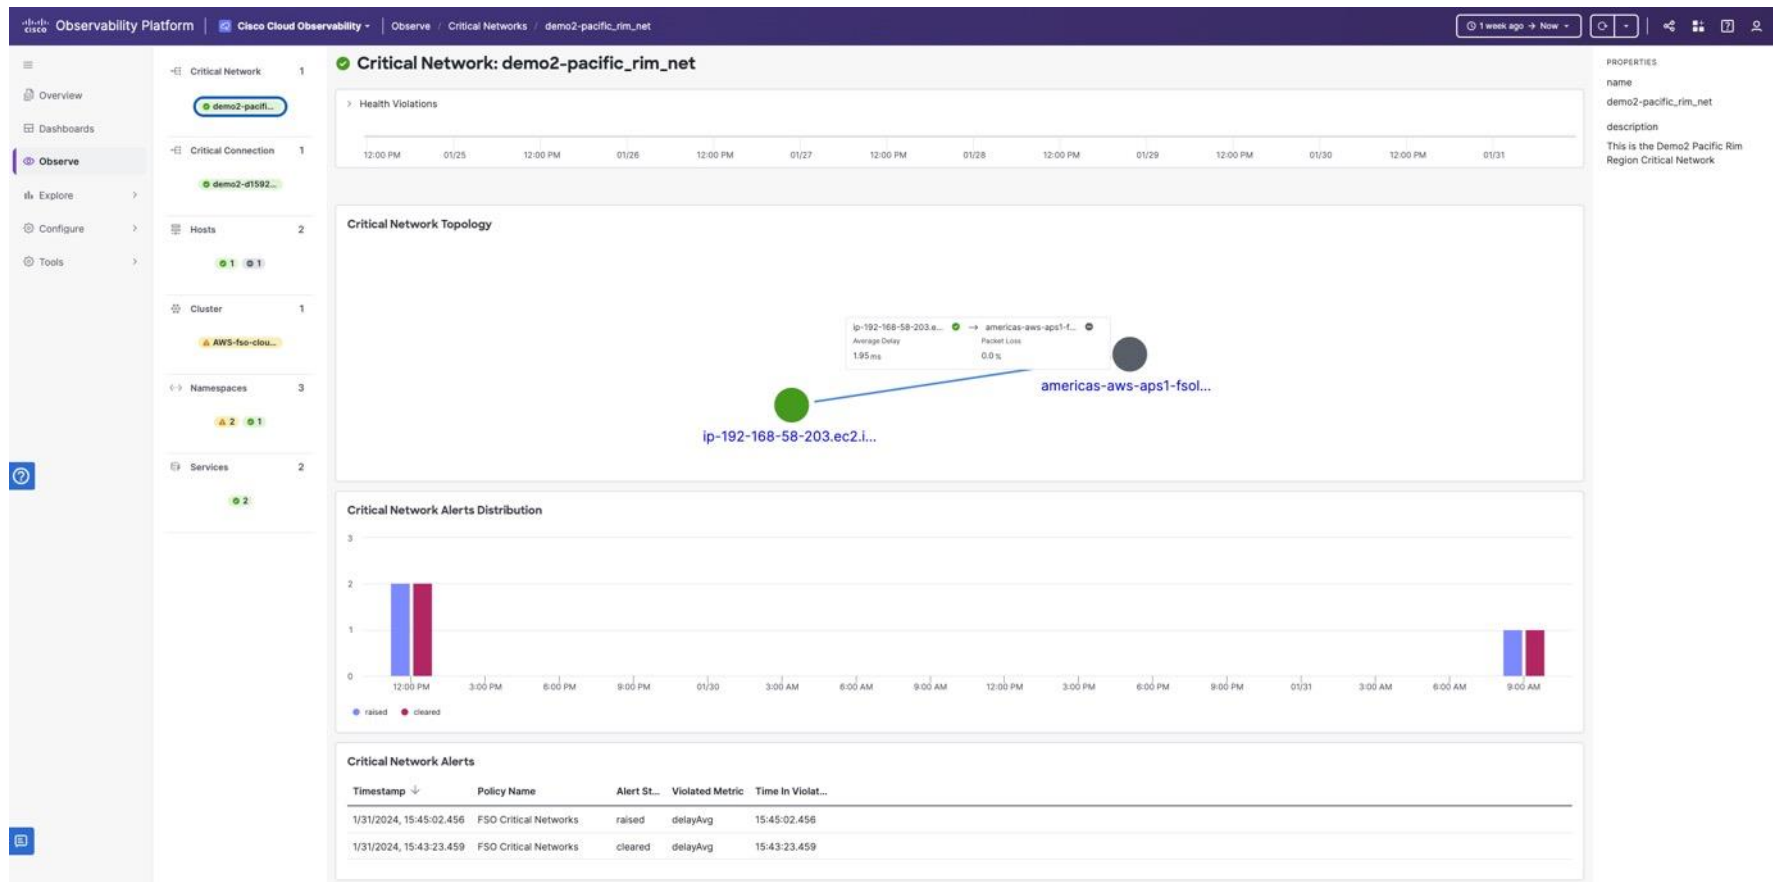 cisco Observability Platform
Cisco Cloud Observability
Observe / Critical Networks / demo2-pacific_rim_net
1 week ago → Now
Overview
Dashboards
Observe
Explore
Configure
Tools
Critical Network 1
demo2-pacifi...
Critical Connection 1
demo2-d1592...
Hosts 2
1 1
Cluster 1
AWS-fso-clou...
Namespaces 3
2 1
Services 2
2
Critical Network: demo2-pacific_rim_net
Health Violations
12:00 PM 01/25 12:00 PM 01/26 12:00 PM 01/27 12:00 PM 01/28 12:00 PM 01/29 12:00 PM 01/30 12:00 PM 01/31
Critical Network Topology
ip-192-168-58-203.e... → americas-aws-aps1-f...
Average Delay Packet Loss
1.95 ms 0.0 %
americas-aws-aps1-fsol...
ip-192-168-58-203.ec2.i...
Critical Network Alerts Distribution
3
2
1
0
12:00 PM 3:00 PM 6:00 PM 9:00 PM 01/30 3:00 AM 6:00 AM 9:00 AM 12:00 PM 3:00 PM 6:00 PM 9:00 PM 01/31 3:00 AM 6:00 AM 9:00 AM
raised cleared
Critical Network Alerts
Timestamp ↓ Policy Name Alert St... Violated Metric Time In Violat...
1/31/2024, 15:45:02.456 FSO Critical Networks raised delayAvg 15:45:02.456
1/31/2024, 15:43:23.459 FSO Critical Networks cleared delayAvg 15:43:23.459
PROPERTIES
name
demo2-pacific_rim_net
description
This is the Demo2 Pacific Rim
Region Critical Network